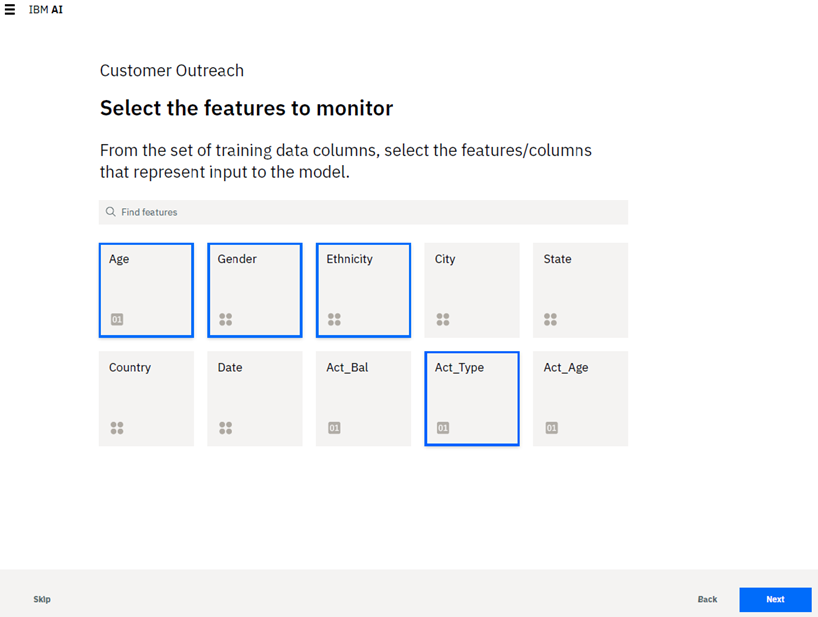 IBM AI
Customer Outreach
Select the features to monitor
From the set of training data columns, select the features/columns
that represent input to the model.
Find features
Age Gender Ethnicity City State
01
Country Date Act_Bal Act_Type Act_Age
01 01 01
Skip Back Next